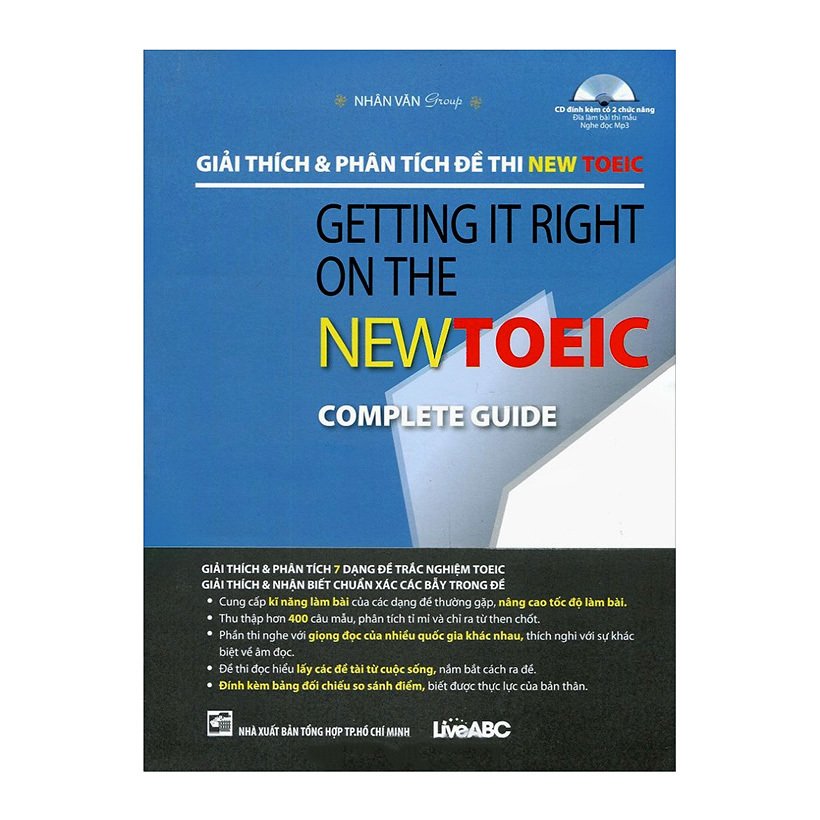 NHÂN VĂN Group
CD đính kèm có 2 chức năng
Đĩa làm bài thi mẫu
Nghe đọc Mp3
GIẢI THÍCH & PHÂN TÍCH ĐỀ THI NEW TOEIC
GETTING IT RIGHT
ON THE
NEW TOEIC
COMPLETE GUIDE
GIẢI THÍCH & PHÂN TÍCH 7 DẠNG ĐỀ TRẮC NGHIỆM TOEIC
GIẢI THÍCH & NHẬN BIẾT CHUẨN XÁC CÁC BẪY TRONG ĐỀ
• Cung cấp kĩ năng làm bài của các dạng đề thường gặp, nâng cao tốc độ làm bài.
• Thu thập hơn 400 câu mẫu, phân tích tỉ mỉ và chỉ ra từ then chốt.
• Phần thi nghe với giọng đọc của nhiều quốc gia khác nhau, thích nghi với sự khác
biệt về âm đọc.
• Đề thi đọc hiểu lấy các đề tài từ cuộc sống, nắm bắt cách ra đề.
• Đính kèm bảng đối chiếu so sánh điểm, biết được thực lực của bản thân.
NHÀ XUẤT BẢN TỔNG HỢP TP.HỒ CHÍ MINH
LiveABC